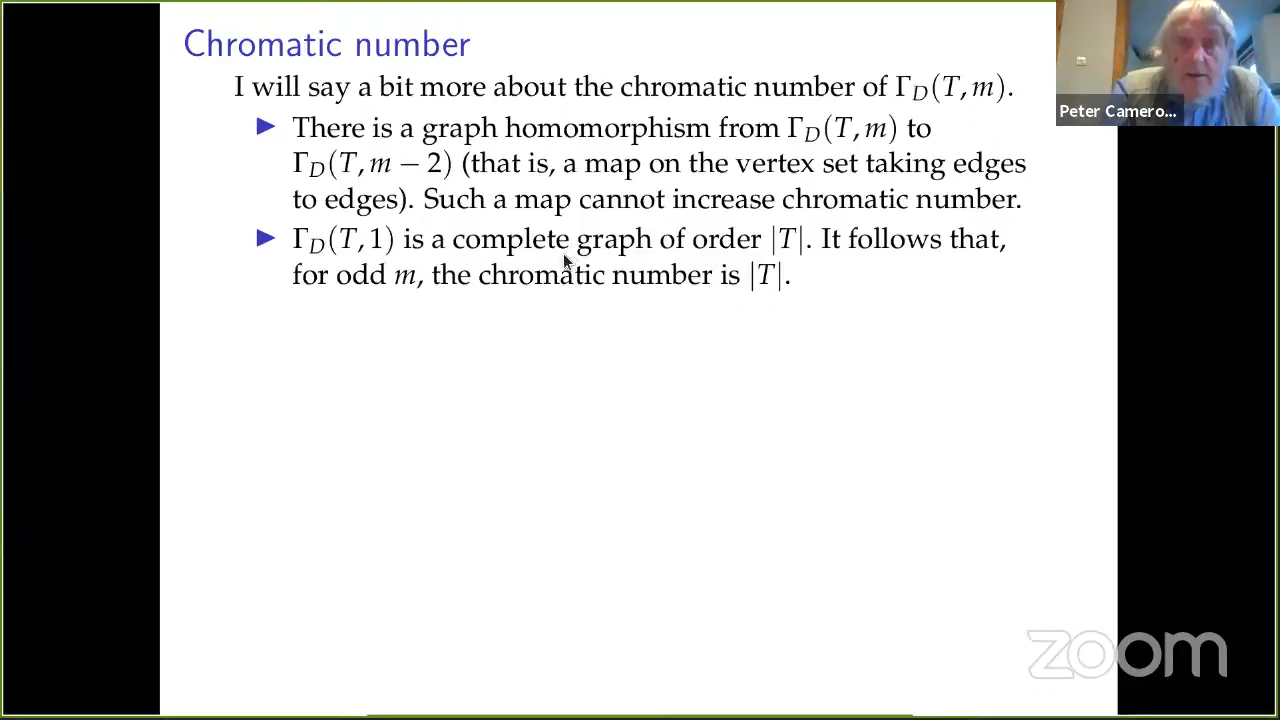 Chromatic number
I will say a bit more about the chromatic number of Γ_D(T, m).
▶ There is a graph homomorphism from Γ_D(T, m) to
Γ_D(T, m − 2) (that is, a map on the vertex set taking edges
to edges). Such a map cannot increase chromatic number.
▶ Γ_D(T, 1) is a complete graph of order |T|. It follows that,
for odd m, the chromatic number is |T|.
Peter Camero...
zoom